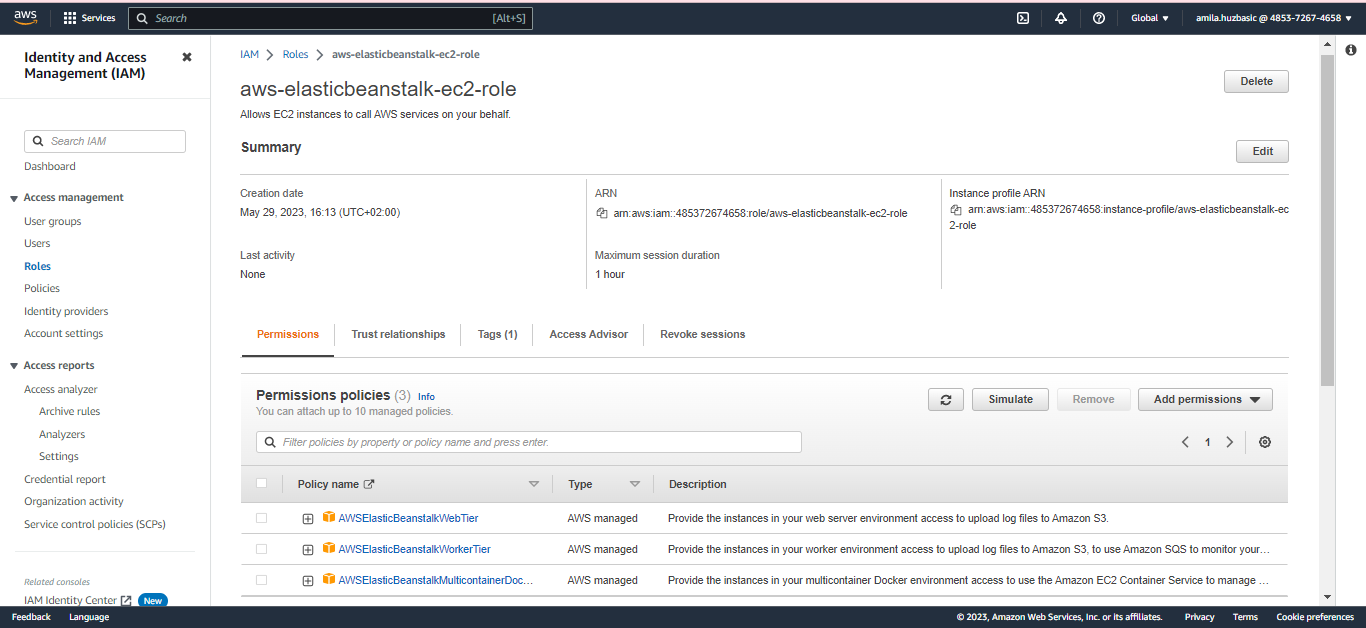 aws
Services
Search
[Alt+S]
Global
amila.huzbasic @ 4853-7267-4658
Identity and Access
Management (IAM)
Search IAM
Dashboard
Access management
User groups
Users
Roles
Policies
Identity providers
Account settings
Access reports
Access analyzer
Archive rules
Analyzers
Settings
Credential report
Organization activity
Service control policies (SCPs)
Related consoles
IAM Identity Center
New
IAM
Roles
aws-elasticbeanstalk-ec2-role
aws-elasticbeanstalk-ec2-role
Delete
Allows EC2 instances to call AWS services on your behalf.
Summary
Edit
Creation date
May 29, 2023, 16:13 (UTC+02:00)
Last activity
None
ARN
arn:aws:iam::485372674658:role/aws-elasticbeanstalk-ec2-role
Maximum session duration
1 hour
Instance profile ARN
arn:aws:iam::485372674658:instance-profile/aws-elasticbeanstalk-ec
2-role
Permissions
Trust relationships
Tags (1)
Access Advisor
Revoke sessions
Permissions policies (3) Info
You can attach up to 10 managed policies.
Simulate
Remove
Add permissions
Filter policies by property or policy name and press enter.
1
Policy name
Type
Description
AWSElasticBeanstalkWebTier AWS managed Provide the instances in your web server environment access to upload log files to Amazon S3.
AWSElasticBeanstalkWorkerTier AWS managed Provide the instances in your worker environment access to upload log files to Amazon S3, to use Amazon SQS to monitor your…
AWSElasticBeanstalkMulticontainerDoc… AWS managed Provide the instances in your multicontainer Docker environment access to use the Amazon EC2 Container Service to manage …
Feedback
Language
© 2023, Amazon Web Services, Inc. or its affiliates.
Privacy
Terms
Cookie preferences